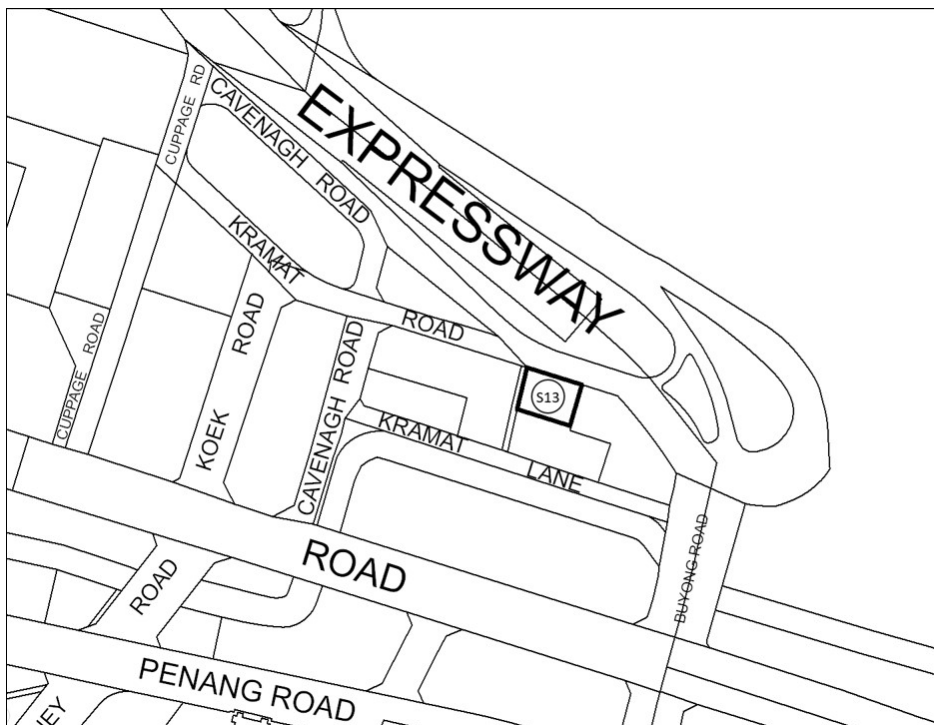 CUPPAGE RD
CAVENAGH ROAD
EXPRESSWAY
KRAMAT
ROAD
ROAD
KOEK
CAVENAGH ROAD
CUPPAGE ROAD
S13
KRAMAT
LANE
BUYONG ROAD
ROAD
ROAD
PENANG ROAD
EY